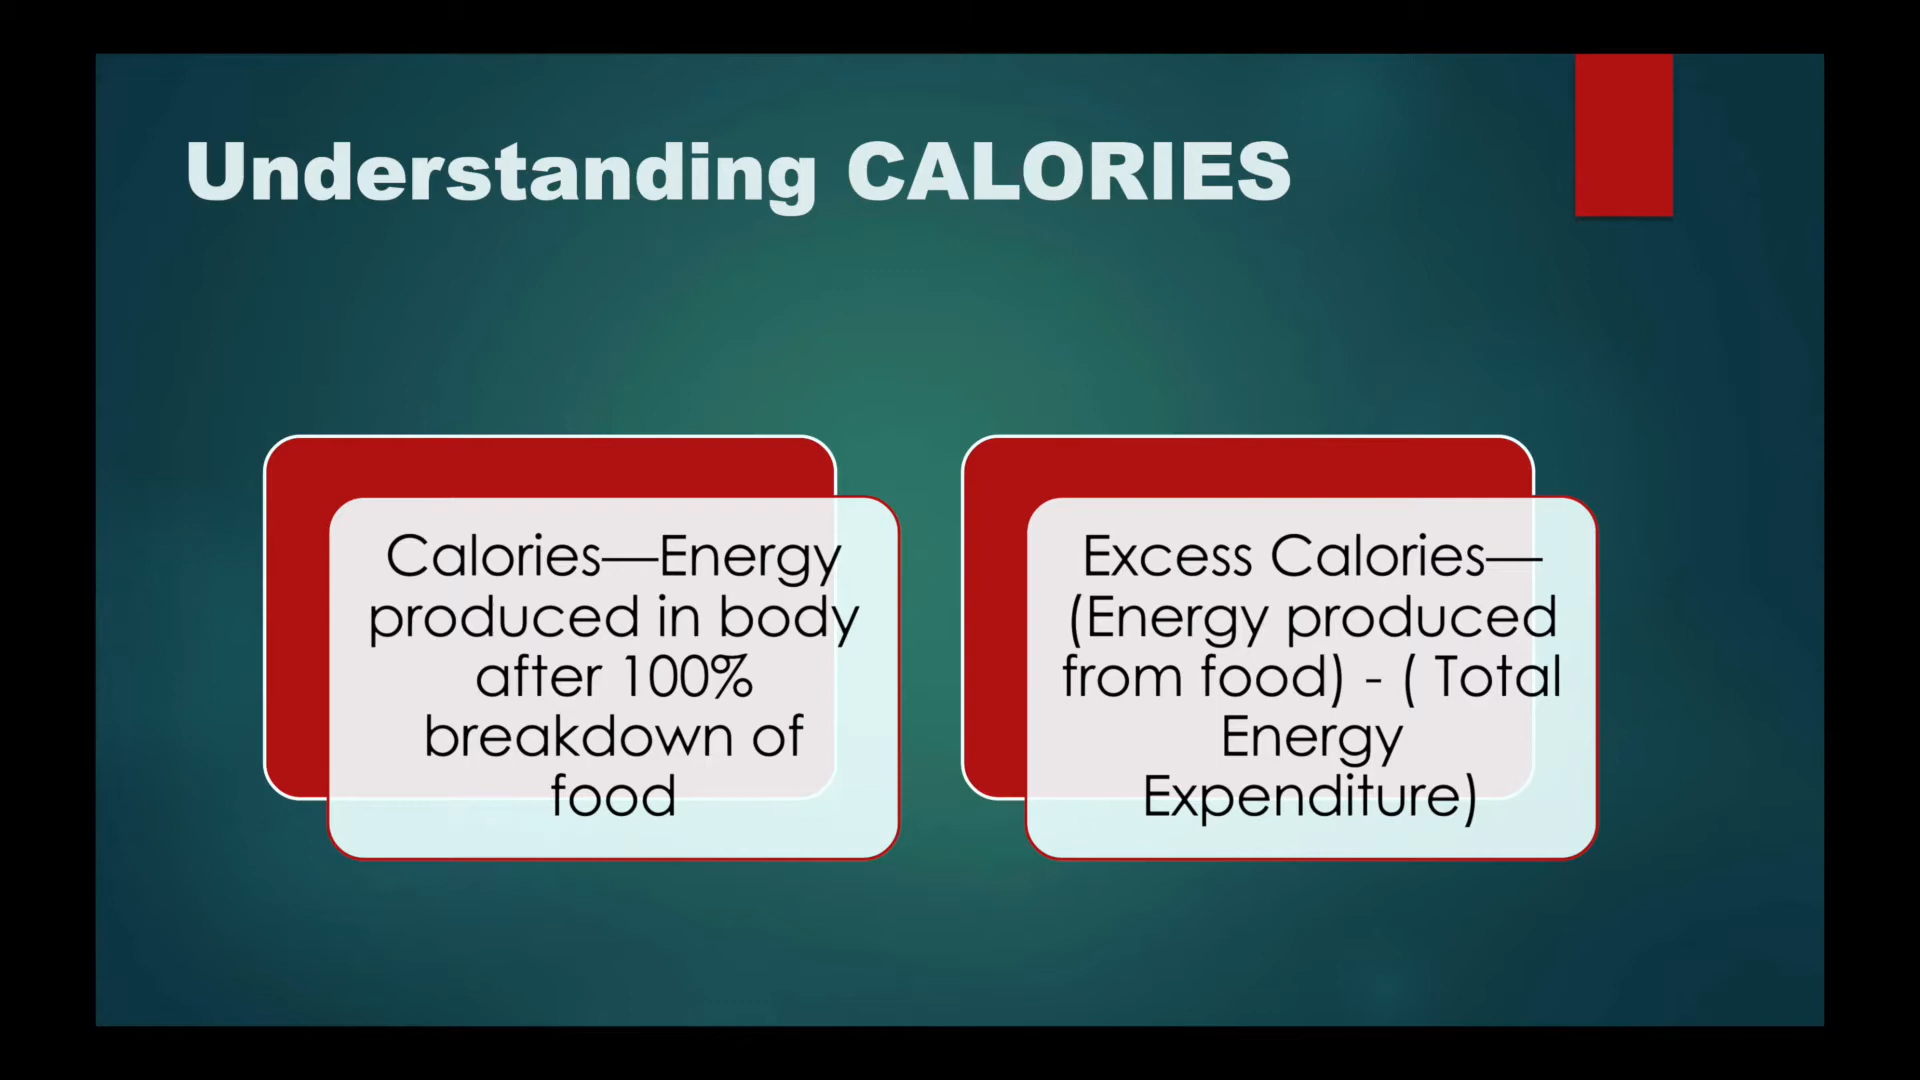 Understanding CALORIES
Calories—Energy
produced in body
after 100%
breakdown of
food
Excess Calories—
(Energy produced
from food) - ( Total
Energy
Expenditure)